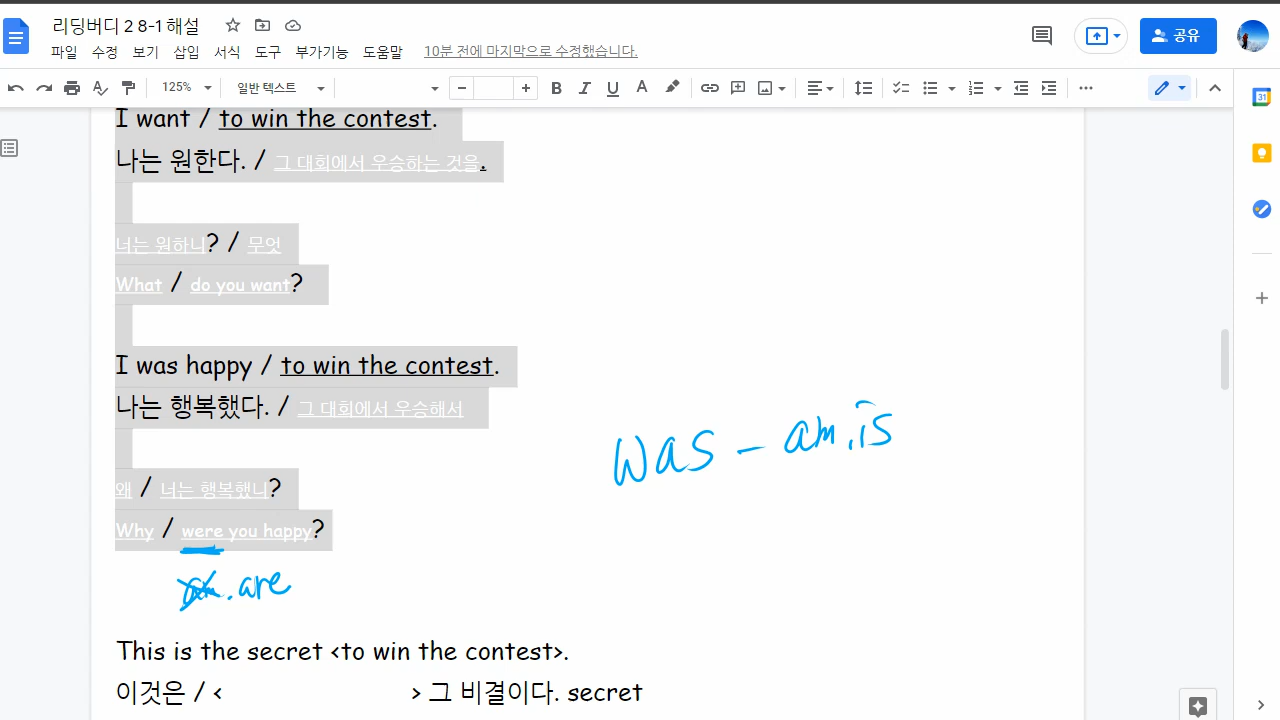 리딩버디 2 8-1 해설
파일 수정 보기 삽입 서식 도구 부가기능 도움말 10분 전에 마지막으로 수정했습니다.
공유
125% 일반 텍스트 − + B I U A
31
I want / to win the contest.
나는 원한다. / 그 대회에서 우승하는 것을.
너는 원하니? / 무엇
What / do you want?
I was happy / to win the contest.
나는 행복했다. / 그 대회에서 우승해서
was - am, is
왜 / 너는 행복했니?
Why / were you happy?
am. are
This is the secret <to win the contest>.
이것은 / < > 그 비결이다. secret